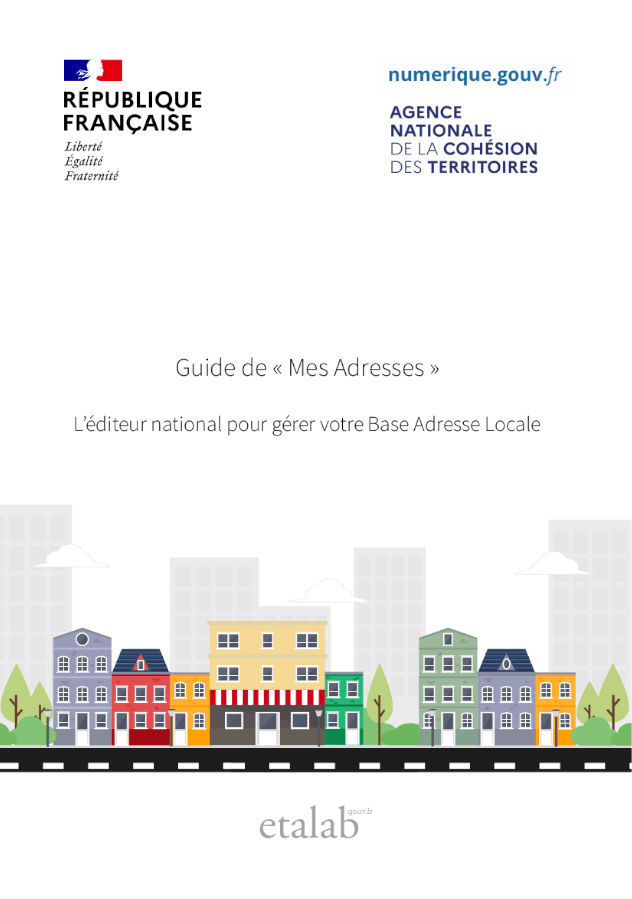 RÉPUBLIQUE
FRANÇAISE
Liberté
Égalité
Fraternité
numerique.gouv.fr
AGENCE
NATIONALE
DE LA COHÉSION
DES TERRITOIRES
Guide de « Mes Adresses »
L’éditeur national pour gérer votre Base Adresse Locale
etalab gouv.fr